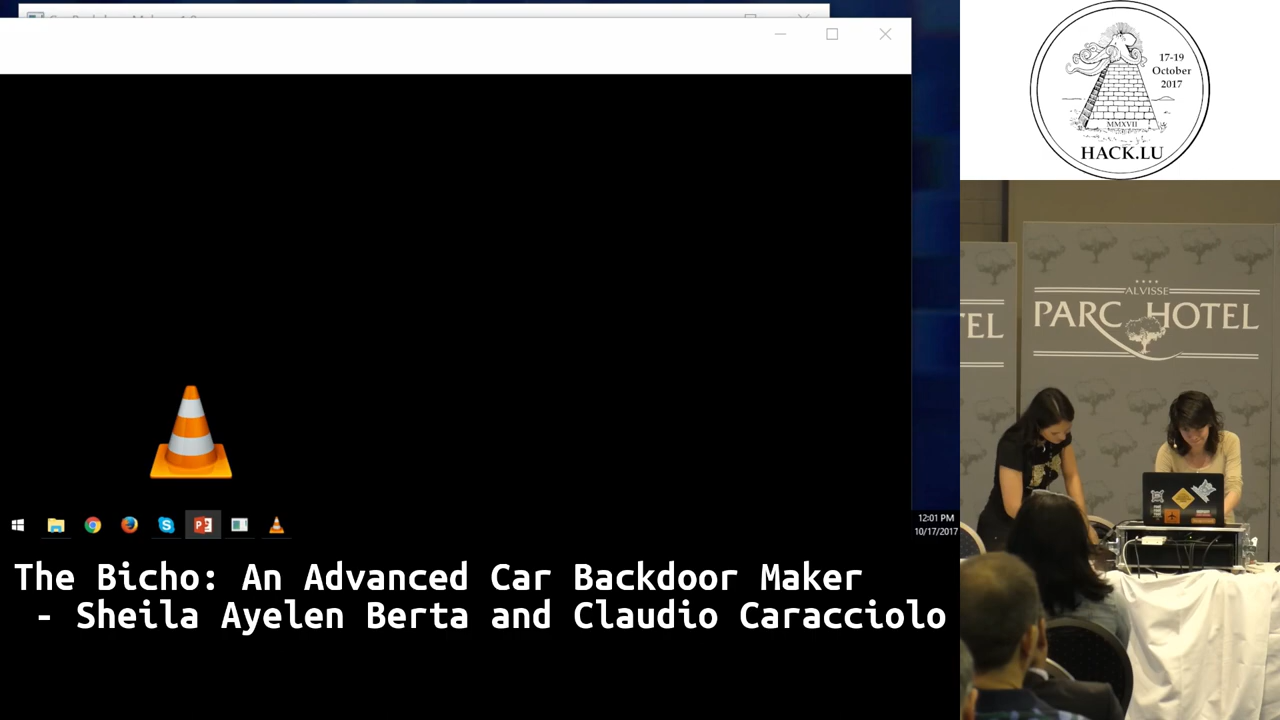 17-19
October
2017
MMXVII
HACK.LU
TEL
ALVISSE
PARC HOTEL
12:01 PM
10/17/2017
The Bicho: An Advanced Car Backdoor Maker
- Sheila Ayelen Berta and Claudio Caracciolo